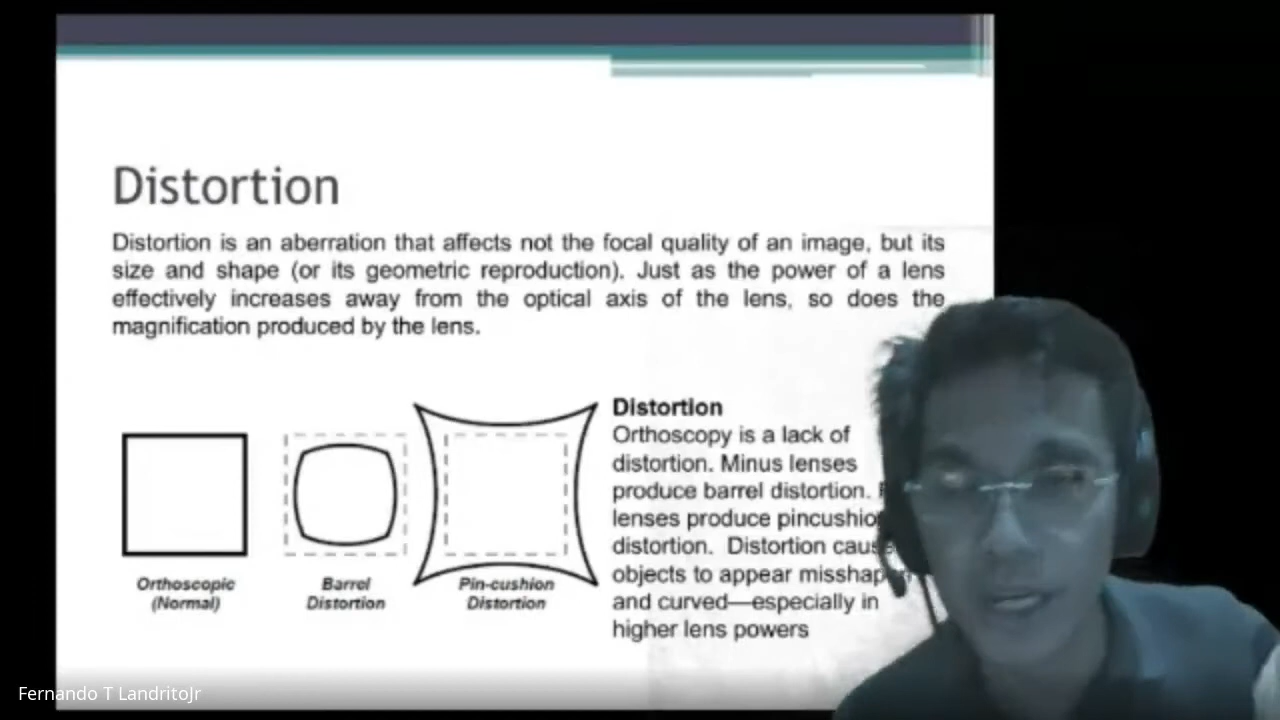 Distortion
Distortion is an aberration that affects not the focal quality of an image, but its
size and shape (or its geometric reproduction). Just as the power of a lens
effectively increases away from the optical axis of the lens, so does the
magnification produced by the lens.
Orthoscopic
(Normal)
Barrel
Distortion
Pin-cushion
Distortion
Distortion
Orthoscopy is a lack of
distortion. Minus lenses
produce barrel distortion.
lenses produce pincushion
distortion. Distortion causes
objects to appear misshapen
and curved—especially in
higher lens powers
Fernando T LandritoJr